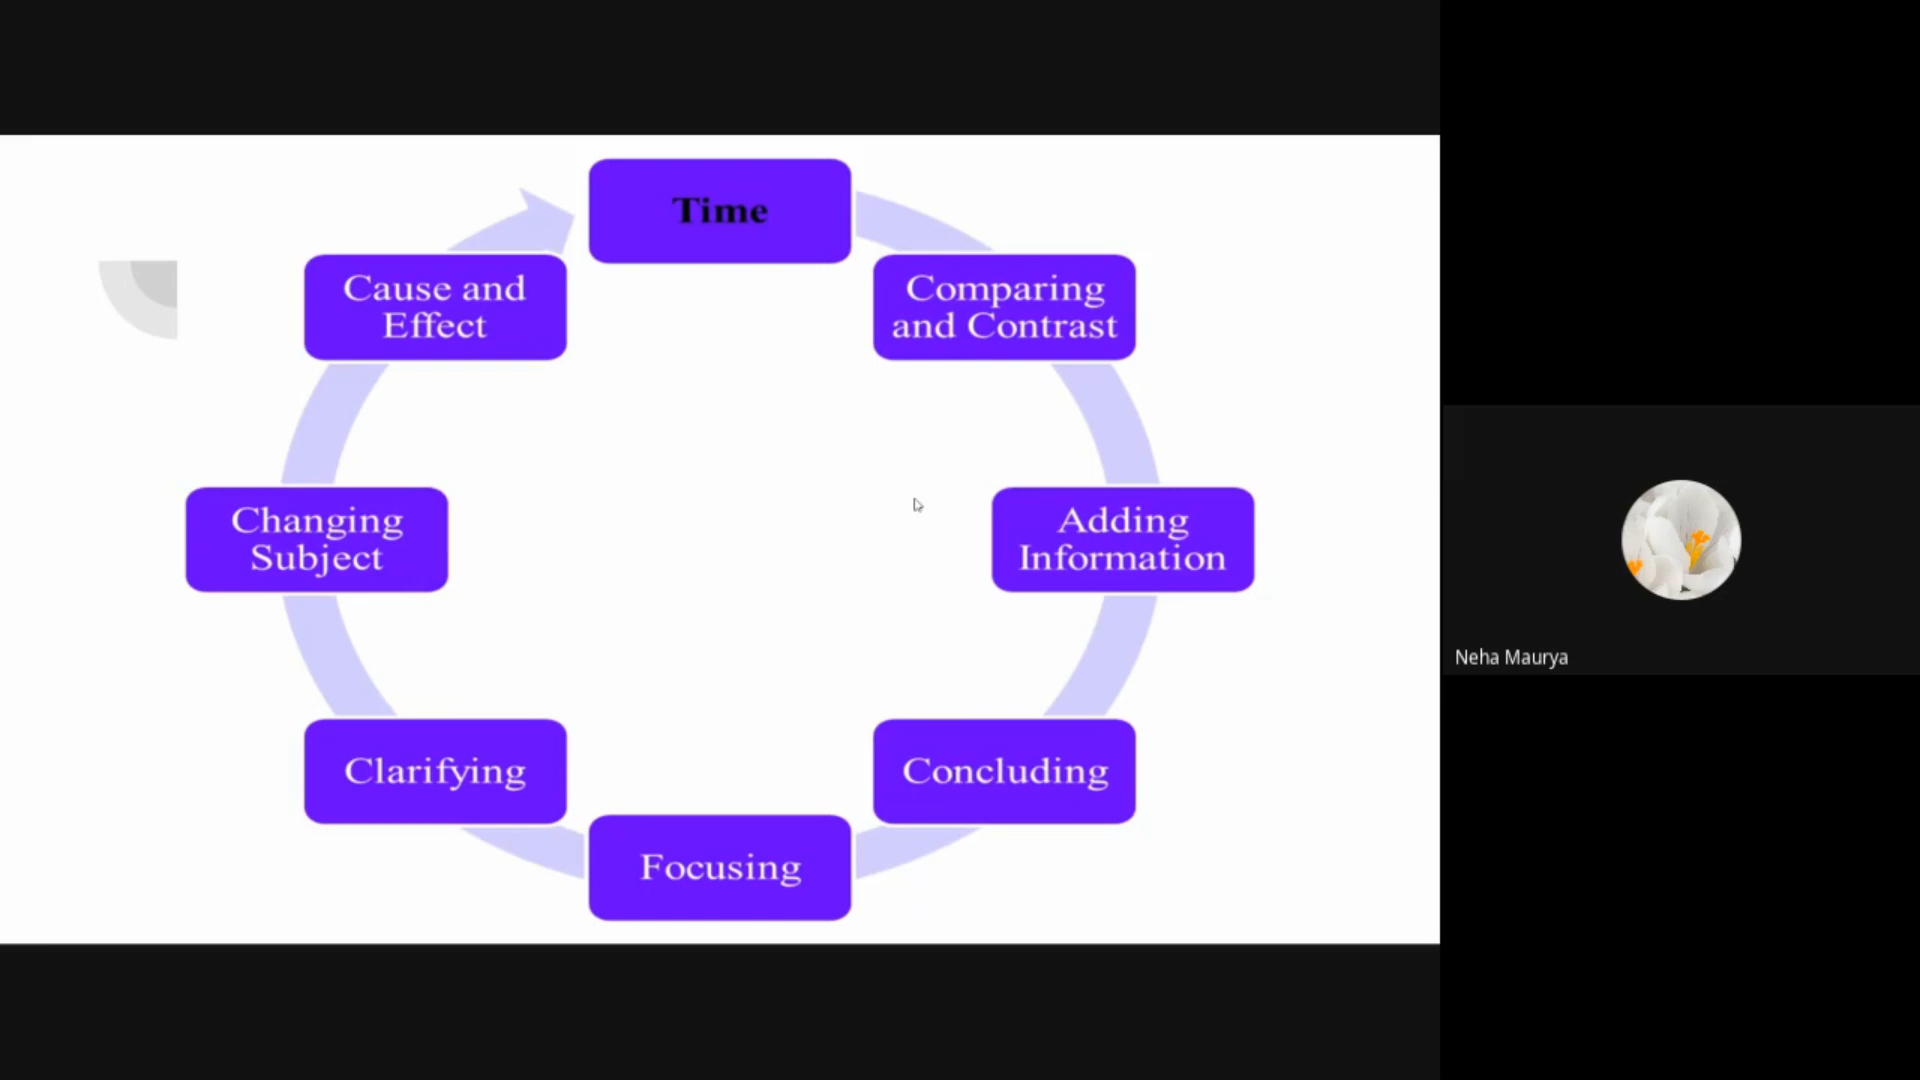 Time
Comparing
and Contrast
Adding
Information
Concluding
Focusing
Clarifying
Changing
Subject
Cause and
Effect
Neha Maurya